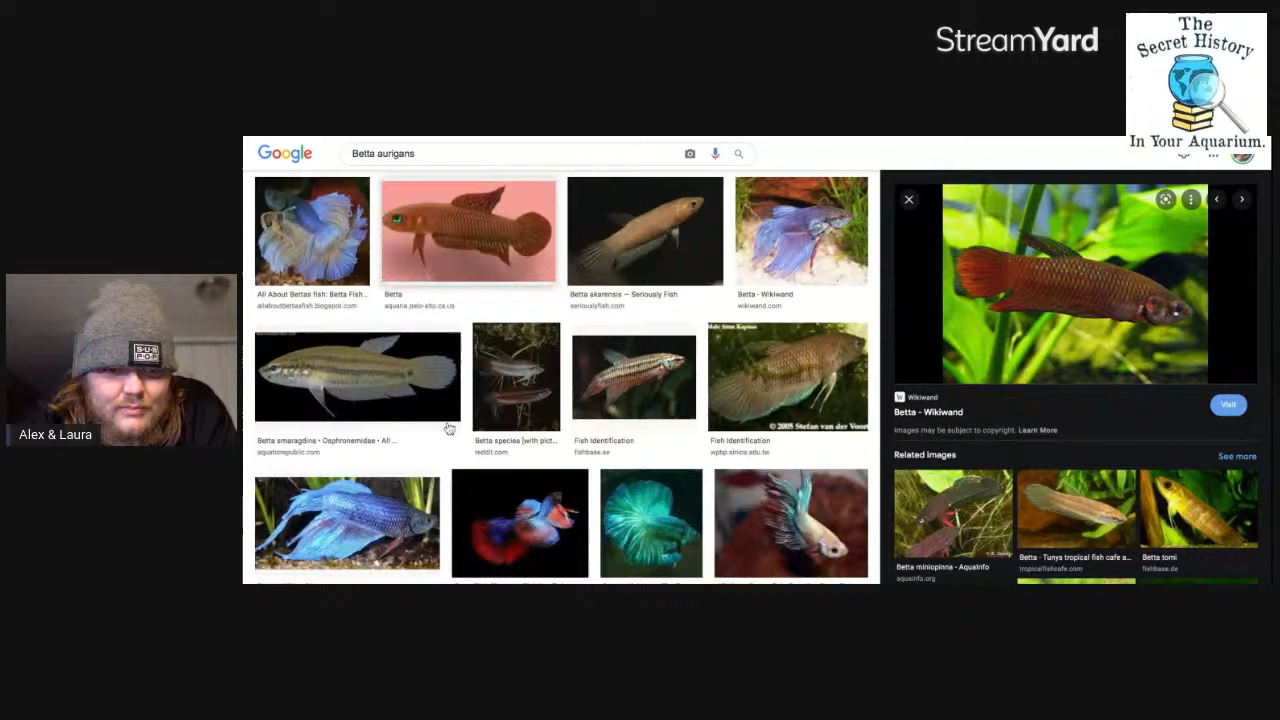 StreamYard
The
Secret History
In Your Aquarium.
Google
Betta aurigans
All About Bettas fish: Betta Fish...
allaboutbettasfish.blogspot.com
Betta
aquaria.palo-alto.ca.us
Betta akarensis — Seriously Fish
seriouslyfish.com
Betta - Wikiwand
wikiwand.com
© 2005 Stefan van der Voort
Betta smaragdina • Osphronemidae • All ...
aquaticrepublic.com
Betta species [with pict...
reddit.com
Fish Identification
fishbase.se
Fish Identification
wpbp.sinica.edu.tw
SUB
POP
Alex & Laura
W Wikiwand
Betta - Wikiwand
Visit
Images may be subject to copyright. Learn More
Related images
See more
Betta miniopinna - AquaInfo
aquainfo.org
Betta - Tunys tropical fish cafe a...
tropicalfishcafe.com
Betta tomi
fishbase.de